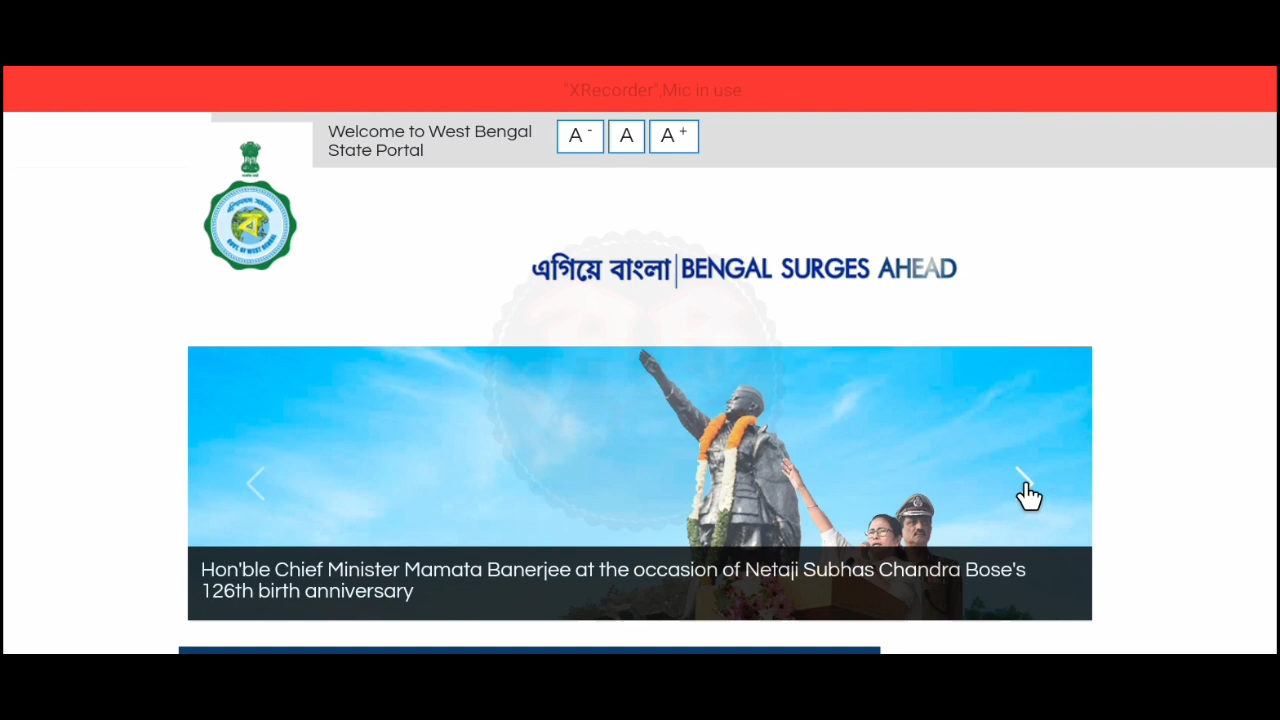 "XRecorder",Mic in use
Welcome to West Bengal
State Portal
A - A A +
এগিয়ে বাংলা|BENGAL SURGES AHEAD
Hon'ble Chief Minister Mamata Banerjee at the occasion of Netaji Subhas Chandra Bose's
126th birth anniversary